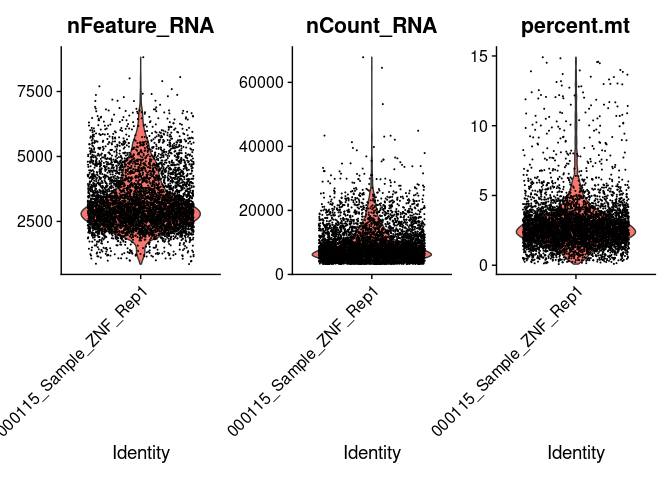 nFeature_RNA
7500
5000
2500
000115_Sample_ZNF_Rep1
Identity
nCount_RNA
60000
40000
20000
0
000115_Sample_ZNF_Rep1
Identity
percent.mt
15
10
5
0
000115_Sample_ZNF_Rep1
Identity